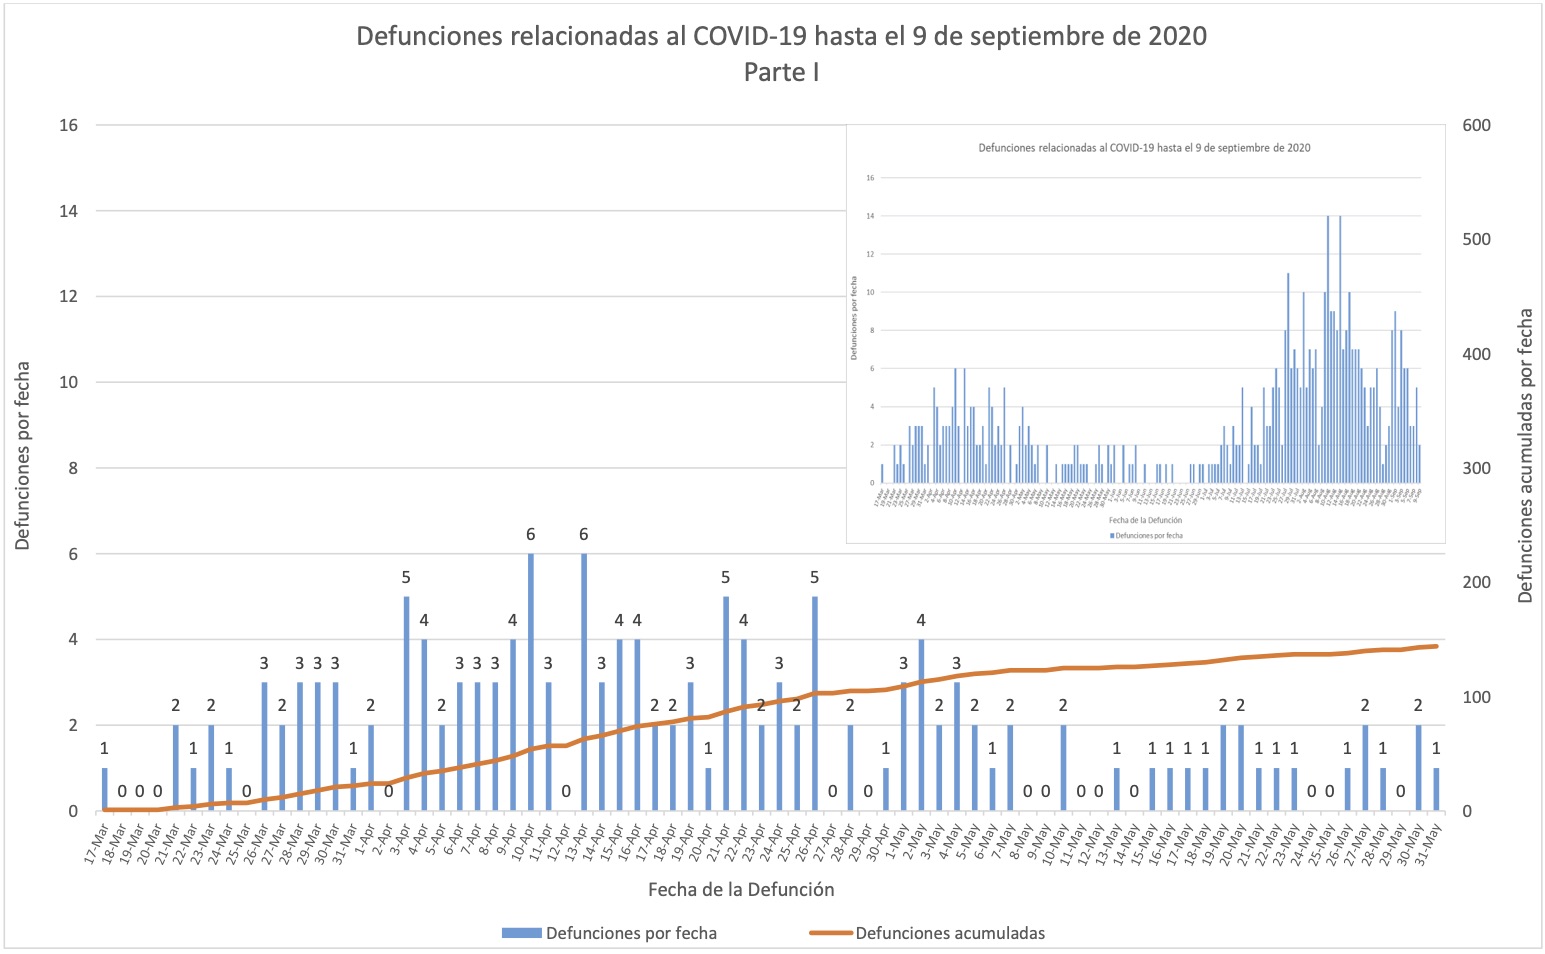 Defunciones relacionadas al COVID-19 hasta el 9 de septiembre de 2020
Parte I
Defunciones por fecha
16
14
12
10
8
6
4
2
0
1 0 0 0 2 1 2 1 0 3 2 3 3 3 1 2 0 5 4 2 3 3 3 4 6 3 0 6 3 4 4 2 2 3 1 5 4 2 3 2 5 0 2 0 1 3 4 2 3 2 1 2 0 0 2 0 0 1 0 1 1 1 1 2 2 1 1 1 0 0 1 2 1 0 2 1
17-Mar 18-Mar 19-Mar 20-Mar 21-Mar 22-Mar 23-Mar 24-Mar 25-Mar 26-Mar 27-Mar 28-Mar 29-Mar 30-Mar 31-Mar 1-Apr 2-Apr 3-Apr 4-Apr 5-Apr 6-Apr 7-Apr 8-Apr 9-Apr 10-Apr 11-Apr 12-Apr 13-Apr 14-Apr 15-Apr 16-Apr 17-Apr 18-Apr 19-Apr 20-Apr 21-Apr 22-Apr 23-Apr 24-Apr 25-Apr 26-Apr 27-Apr 28-Apr 29-Apr 30-Apr 1-May 2-May 3-May 4-May 5-May 6-May 7-May 8-May 9-May 10-May 11-May 12-May 13-May 14-May 15-May 16-May 17-May 18-May 19-May 20-May 21-May 22-May 23-May 24-May 25-May 26-May 27-May 28-May 29-May 30-May 31-May
Fecha de la Defunción
Defunciones por fecha
Defunciones acumuladas
600
500
400
300
200
100
0
Defunciones acumuladas por fecha
Defunciones relacionadas al COVID-19 hasta el 9 de septiembre de 2020
Defunciones por fecha
16
14
12
10
8
6
4
2
0
Fecha de la Defunción
Defunciones por fecha